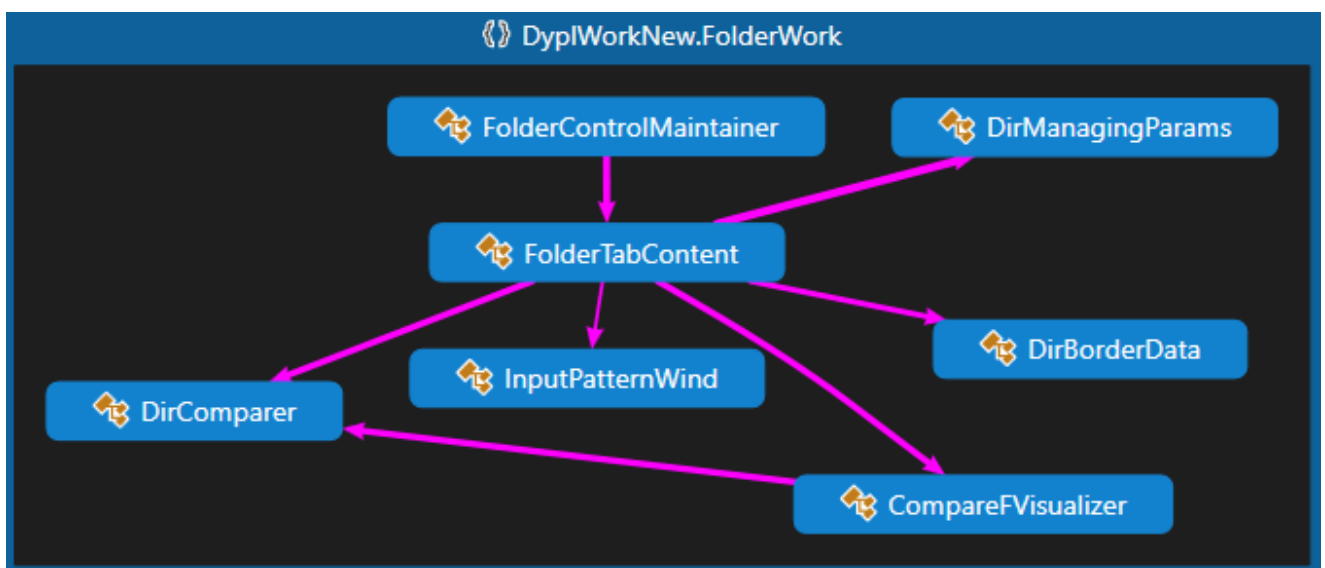 DyplWorkNew.FolderWork
FolderControlMaintainer
DirManagingParams
FolderTabContent
DirBorderData
InputPatternWind
DirComparer
CompareFVisualizer